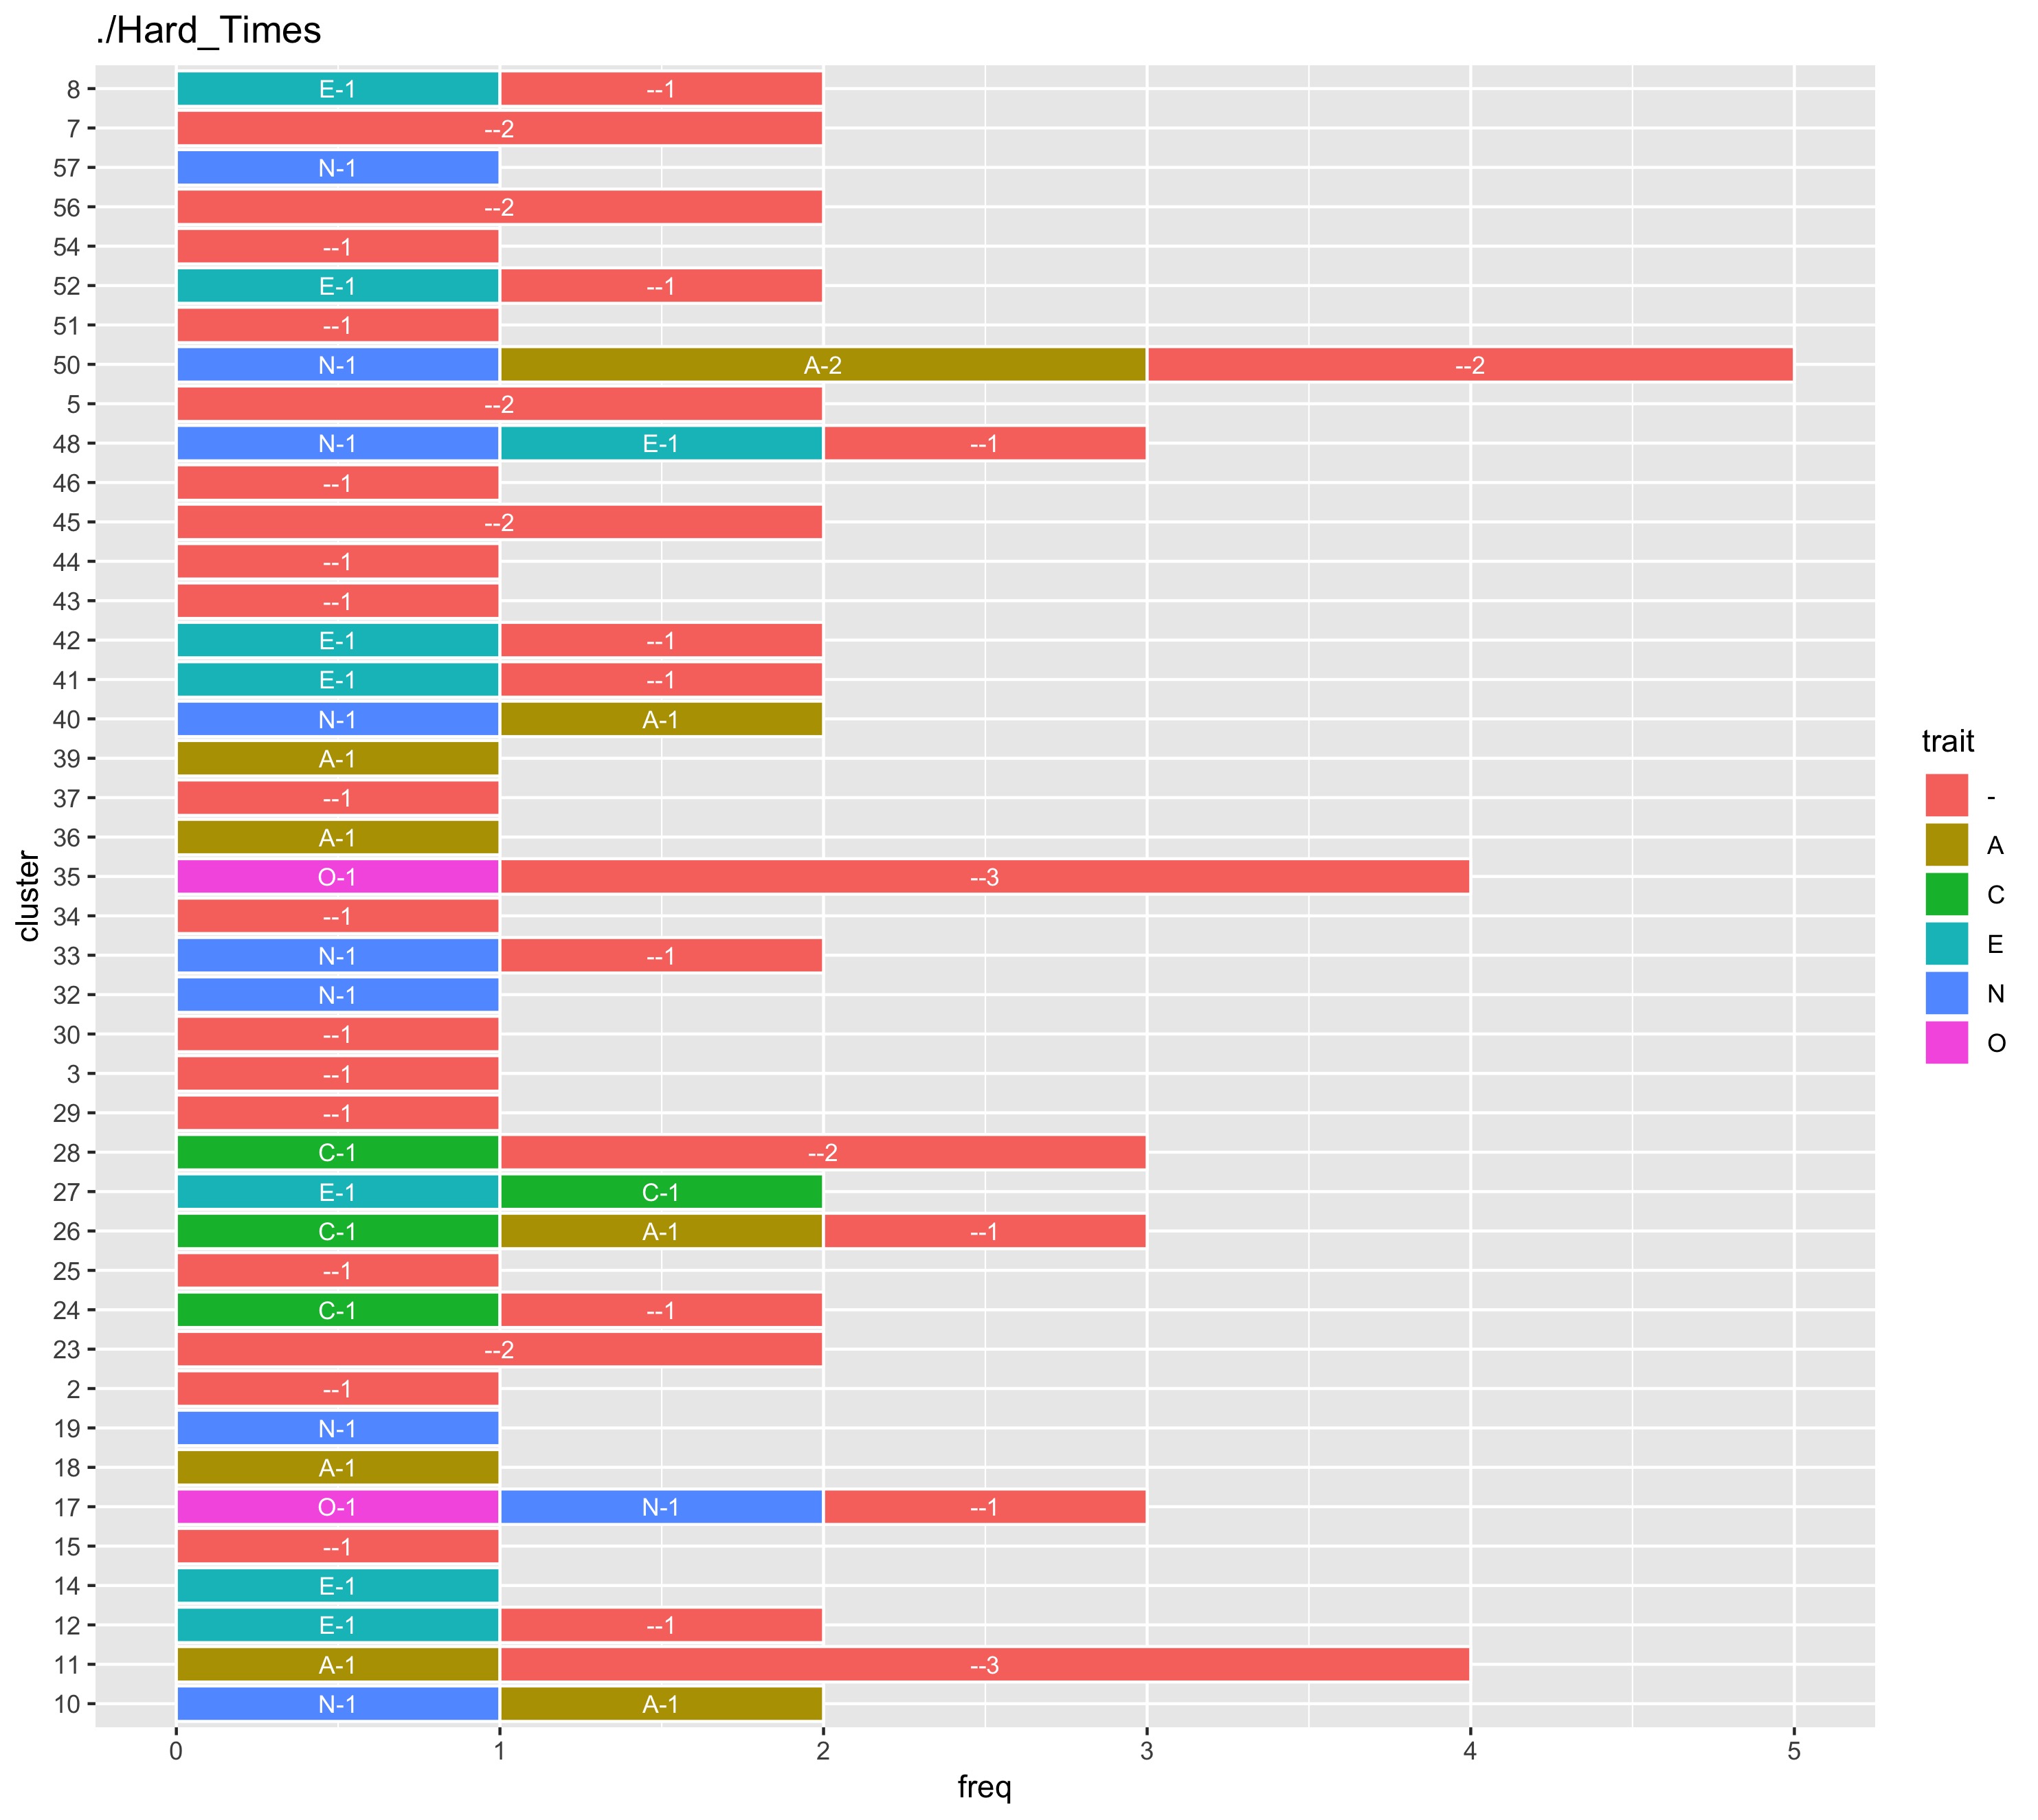 ./Hard_Times
8 E-1 --1
7 --2
57 N-1
56 --2
54 --1
52 E-1 --1
51 --1
50 N-1 A-2 --2
5 --2
48 N-1 E-1 --1
46 --1
45 --2
44 --1
43 --1
42 E-1 --1
41 E-1 --1
40 N-1 A-1
39 A-1
37 --1
36 A-1
35 O-1 --3
34 --1
33 N-1 --1
32 N-1
30 --1
3 --1
29 --1
28 C-1 --2
27 E-1 C-1
26 C-1 A-1 --1
25 --1
24 C-1 --1
23 --2
2 --1
19 N-1
18 A-1
17 O-1 N-1 --1
15 --1
14 E-1
12 E-1 --1
11 A-1 --3
10 N-1 A-1
0 1 2 3 4 5
freq
cluster
trait
-
A
C
E
N
O